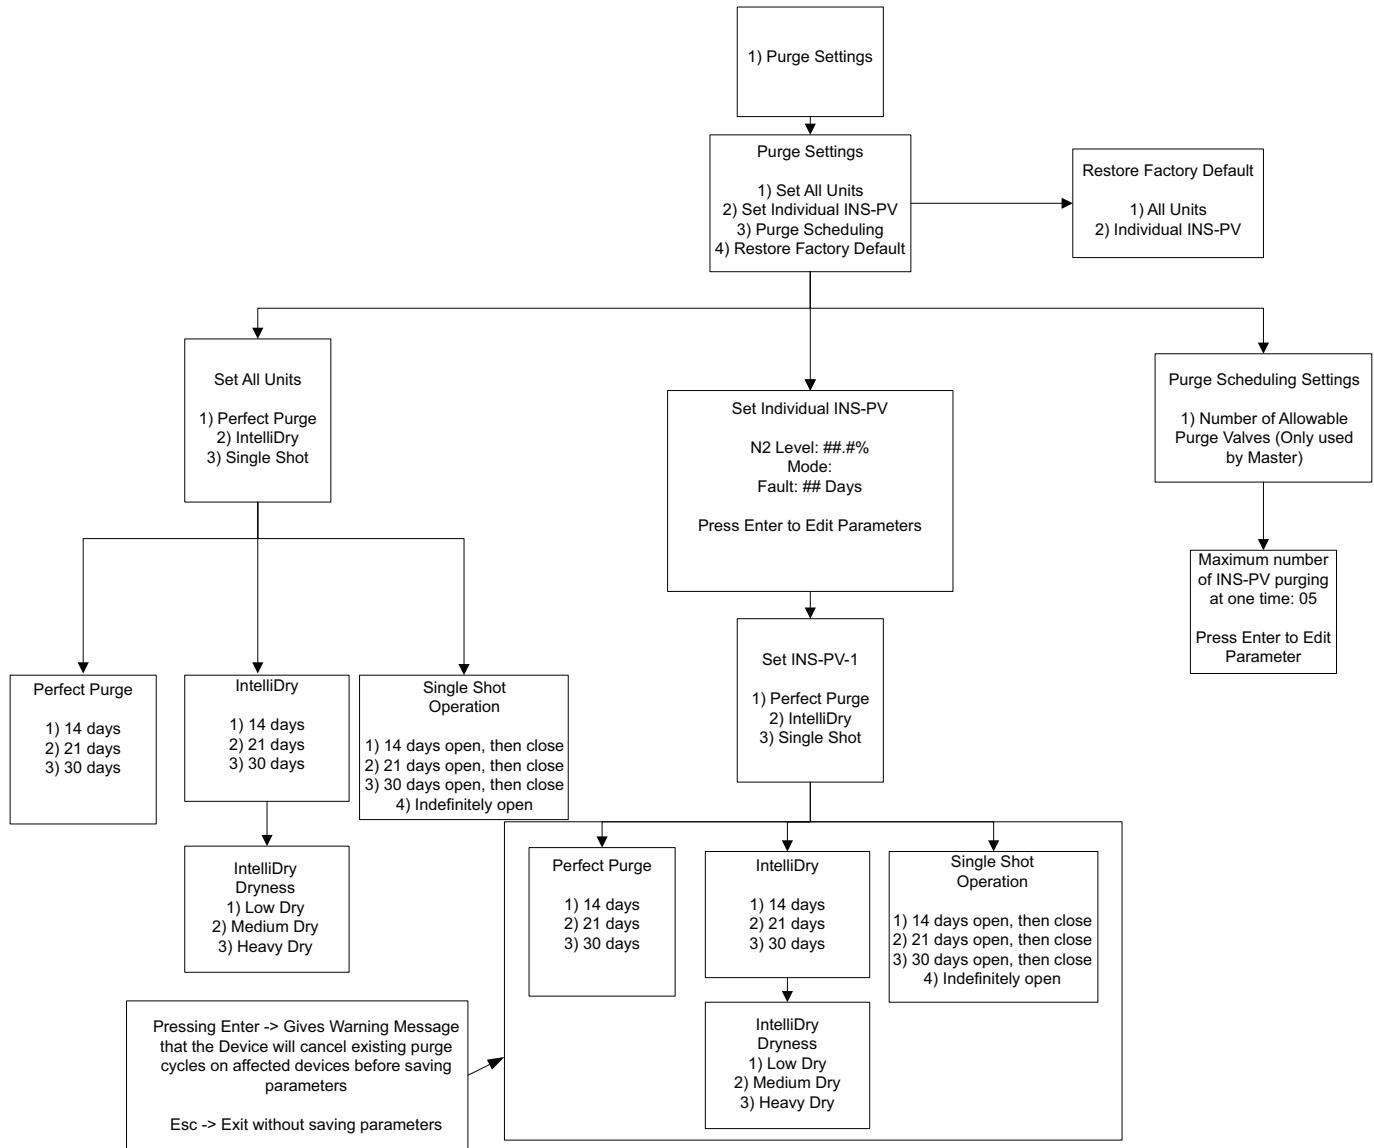 1) Purge Settings
Purge Settings
1) Set All Units
2) Set Individual INS-PV
3) Purge Scheduling
4) Restore Factory Default
Restore Factory Default
1) All Units
2) Individual INS-PV
Set All Units
1) Perfect Purge
2) IntelliDry
3) Single Shot
Set Individual INS-PV
N2 Level: ##.#%
Mode:
Fault: ## Days
Press Enter to Edit Parameters
Purge Scheduling Settings
1) Number of Allowable
Purge Valves (Only used
by Master)
Maximum number
of INS-PV purging
at one time: 05
Press Enter to Edit
Parameter
Set INS-PV-1
1) Perfect Purge
2) IntelliDry
3) Single Shot
Perfect Purge
1) 14 days
2) 21 days
3) 30 days
IntelliDry
1) 14 days
2) 21 days
3) 30 days
Single Shot
Operation
1) 14 days open, then close
2) 21 days open, then close
3) 30 days open, then close
4) Indefinitely open
IntelliDry
Dryness
1) Low Dry
2) Medium Dry
3) Heavy Dry
Perfect Purge
1) 14 days
2) 21 days
3) 30 days
IntelliDry
1) 14 days
2) 21 days
3) 30 days
Single Shot
Operation
1) 14 days open, then close
2) 21 days open, then close
3) 30 days open, then close
4) Indefinitely open
IntelliDry
Dryness
1) Low Dry
2) Medium Dry
3) Heavy Dry
Pressing Enter -> Gives Warning Message
that the Device will cancel existing purge
cycles on affected devices before saving
parameters
Esc -> Exit without saving parameters